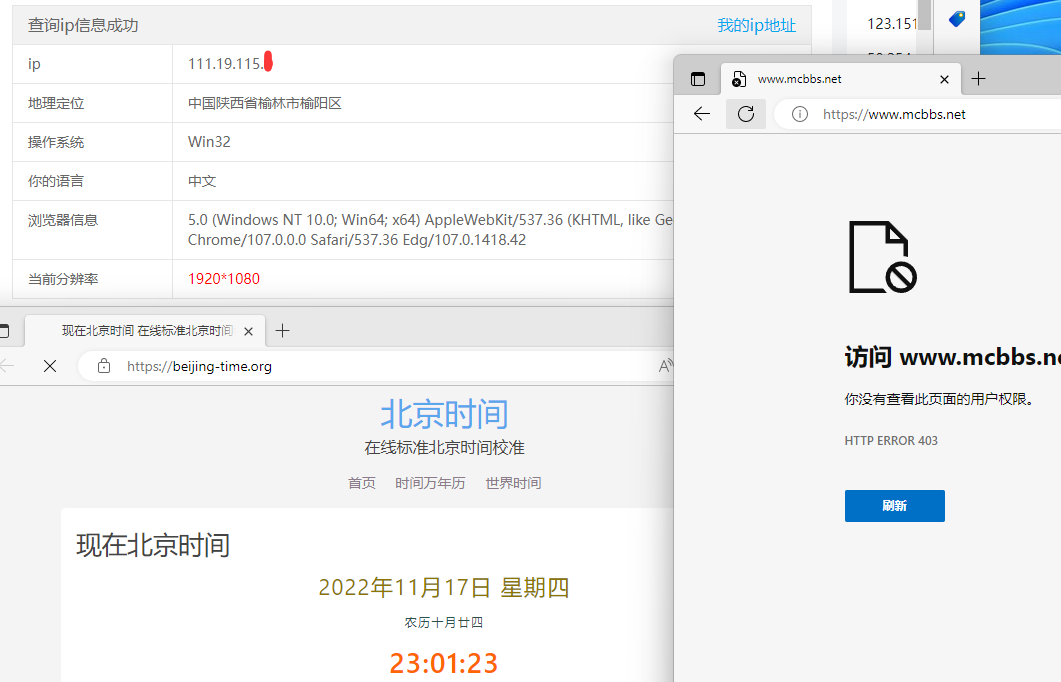 查询ip信息成功 我的ip地址
ip 111.19.115.
地理定位 中国陕西省榆林市榆阳区
操作系统 Win32
你的语言 中文
浏览器信息 5.0 (Windows NT 10.0; Win64; x64) AppleWebKit/537.36 (KHTML, like Ge
Chrome/107.0.0.0 Safari/537.36 Edg/107.0.1418.42
当前分辨率 1920*1080
123.151
www.mcbbs.net
https://www.mcbbs.net
访问 www.mcbbs.ne
你没有查看此页面的用户权限。
HTTP ERROR 403
刷新
现在北京时间 在线标准北京时间
https://beijing-time.org
北京时间
在线标准北京时间校准
首页 时间万年历 世界时间
现在北京时间
2022年11月17日 星期四
农历十月廿四
23:01:23